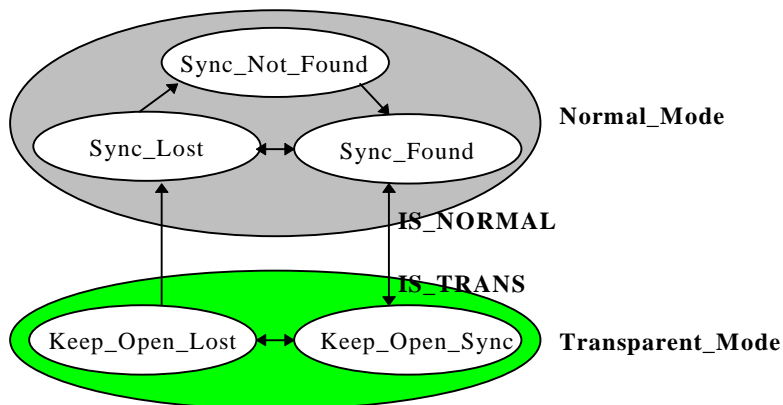 Sync_Not_Found
Normal_Mode
Sync_Lost
Sync_Found
IS_NORMAL
IS_TRANS
Keep_Open_Lost
Keep_Open_Sync
Transparent_Mode